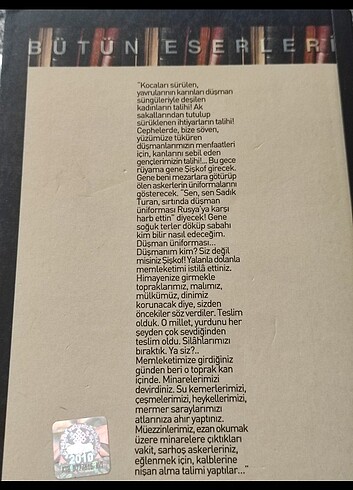 BÜTÜN ESERLERİ
"Kocaları sürülen,
yavrularının karınları düşman
süngüleriyle deşilen
kadınların talihi! Ak
sakallarından tutulup
sürüklenen ihtiyarların talihi!
Cephelerde, bize söven,
yüzümüze tüküren
düşmanlarımızın menfaatleri
için, kanlarını sebil eden
gençlerimizin talihi!... Bu gece
rüyama gene Şişkof girecek.
Gene beni mezarlara götürüp
ölen askerlerin üniformalarını
gösterecek. "Sen, sen Sadık
Turan, sırtında düşman
üniforması Rusya'ya karşı
harb ettin" diyecek! Gene
soğuk terler döküp sabahı
kim bilir nasıl edeceğim.
Düşman üniforması...
Düşmanım kim? Siz değil
misiniz Şişkof! Yalanla dolanla
memleketimi istilâ ettiniz.
Himayenize girmekle
topraklarımız, malımız,
mülkümüz, dinimiz
korunacak diye, sizden
öncekiler söz verdiler. Teslim
olduk. O millet, yurdunu her
şeyden çok sevdiğinden
teslim oldu. Silâhlarımızı
bıraktık. Ya siz?..
Memleketimize girdiğiniz
günden beri o toprak kan
içinde. Minarelerimizi
devirdiniz. Su kemerlerimizi,
çeşmelerimizi, heykellerimizi,
mermer saraylarımızı
atlarınıza ahır yaptınız.
Müezzinlerimiz, ezan okumak
üzere minarelere çıktıkları
vakit, sarhoş askerleriniz,
eğlenmek için, kalblerine
nişan alma talimi yaptılar..."
2016